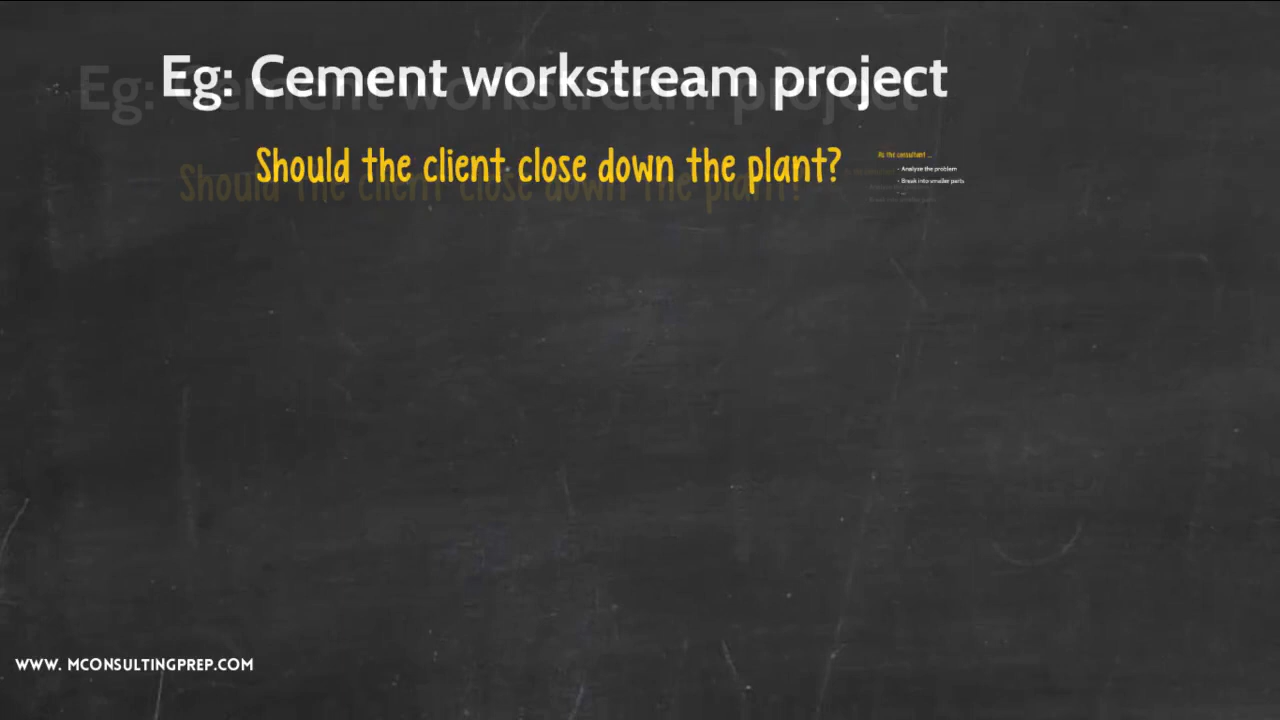 Eg: Cement workstream project
Should the client close down the plant?
As the consultant ...
- Analyze the problem
- Break into smaller parts
- ...
WWW. MCONSULTINGPREP.COM